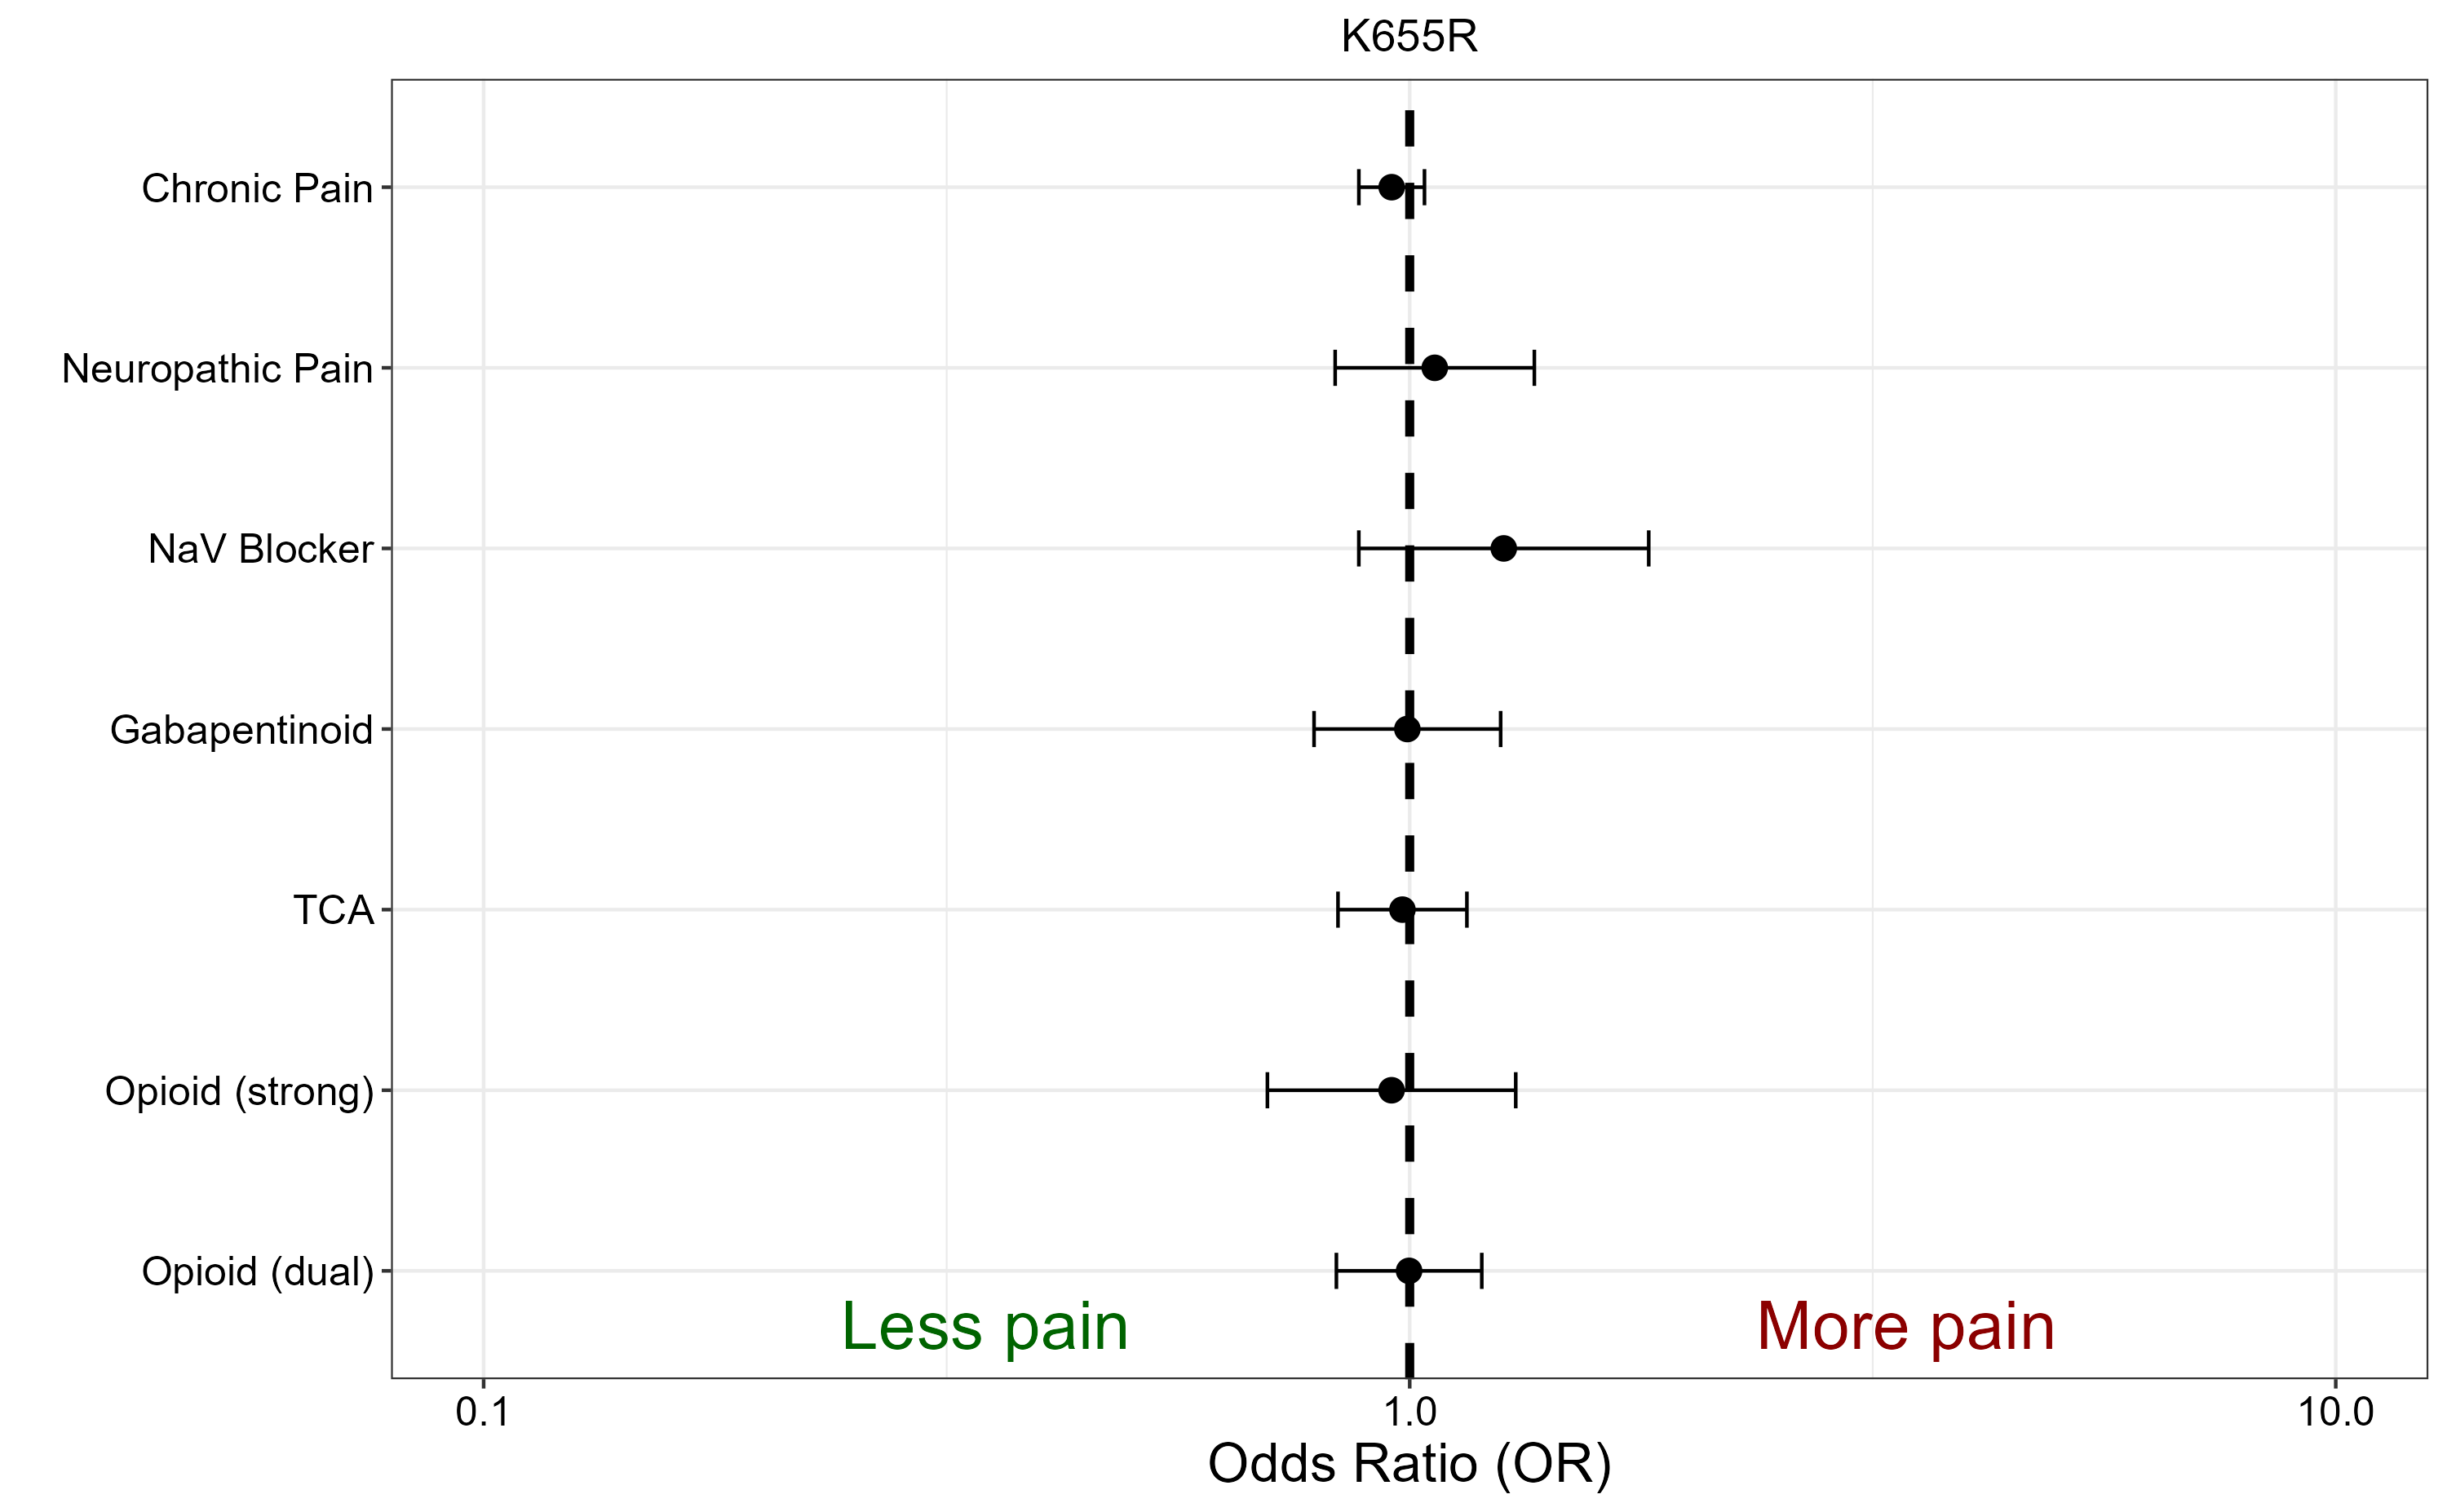 K655R
Chronic Pain
Neuropathic Pain
NaV Blocker
Gabapentinoid
TCA
Opioid (strong)
Opioid (dual)
Less pain More pain
0.1 1.0 10.0
Odds Ratio (OR)